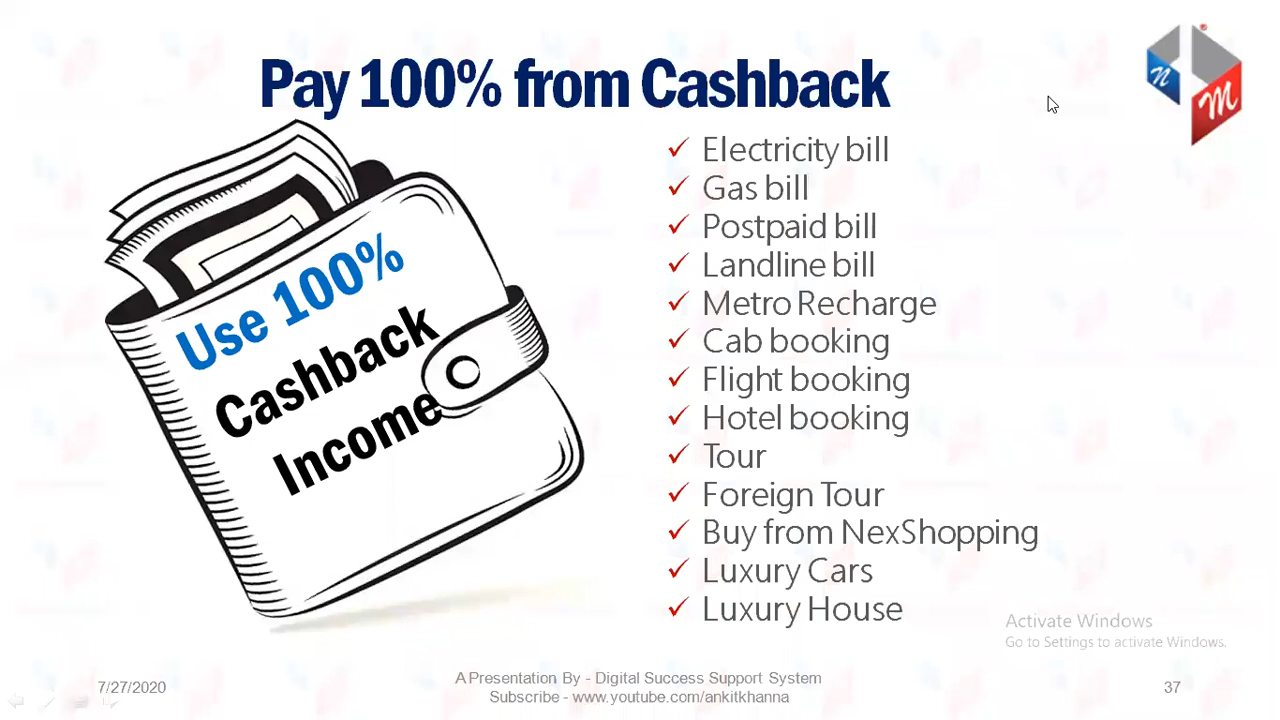 Pay 100% from Cashback
n
M
Use 100%
Cashback
Income
Electricity bill
Gas bill
Postpaid bill
Landline bill
Metro Recharge
Cab booking
Flight booking
Hotel booking
Tour
Foreign Tour
Buy from NexShopping
Luxury Cars
Luxury House
Activate Windows
Go to Settings to activate Windows.
7/27/2020
A Presentation By - Digital Success Support System
Subscribe - www.youtube.com/ankitkhanna
37